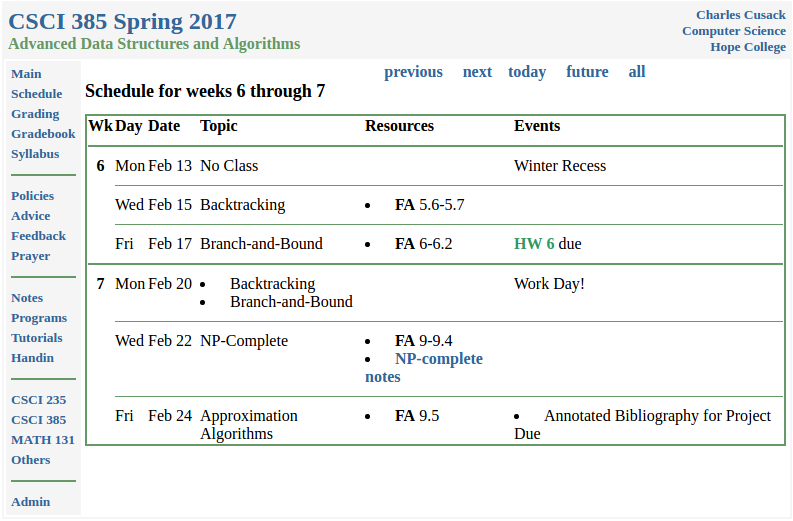 CSCI 385 Spring 2017
Advanced Data Structures and Algorithms
Charles Cusack
Computer Science
Hope College
Main
Schedule
Grading
Gradebook
Syllabus
Policies
Advice
Feedback
Prayer
Notes
Programs
Tutorials
Handin
CSCI 235
CSCI 385
MATH 131
Others
Admin
previous next today future all
Schedule for weeks 6 through 7
Wk Day Date Topic Resources Events
6 Mon Feb 13 No Class Winter Recess
Wed Feb 15 Backtracking • FA 5.6-5.7
Fri Feb 17 Branch-and-Bound • FA 6-6.2 HW 6 due
7 Mon Feb 20 • Backtracking Work Day!
• Branch-and-Bound
Wed Feb 22 NP-Complete • FA 9-9.4
• NP-complete
notes
Fri Feb 24 Approximation • FA 9.5 • Annotated Bibliography for Project
Algorithms Due